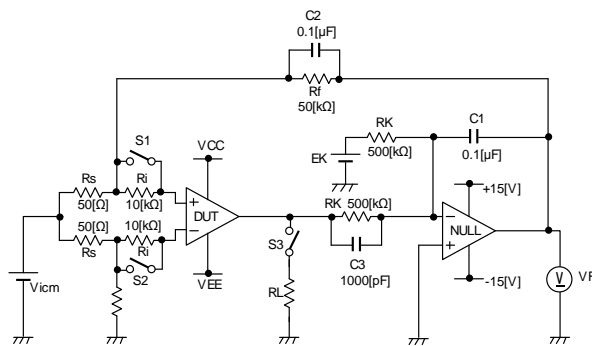 C2
0.1[µF]
Rf
50[kΩ]
RK
500[kΩ]
EK
C1
0.1[µF]
S1
VCC
Rs
50[Ω]
Ri
10[kΩ]
+
DUT
-
50[Ω]
Rs
10[kΩ]
Ri
S2
VEE
Vicm
S3
RL
RK
500[kΩ]
C3
1000[pF]
+15[V]
-
NULL
+
-15[V]
V
VF